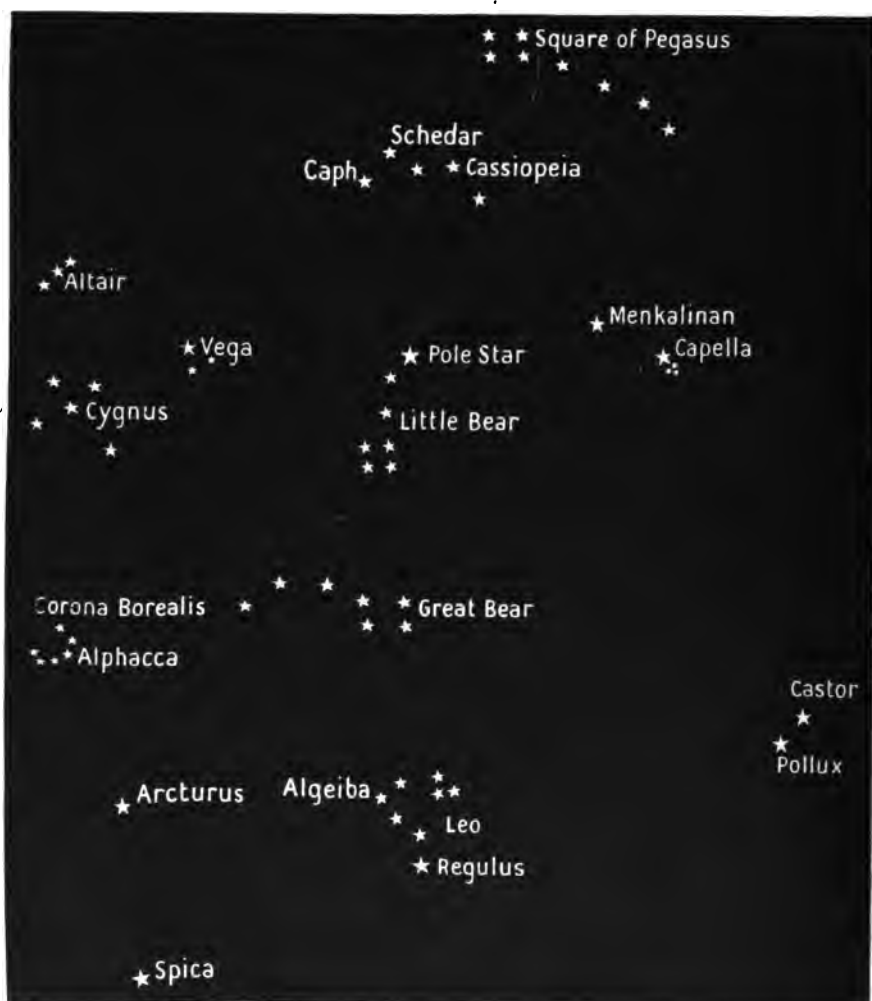 Square of Pegasus
Schedar
Caph
Cassiopeia
Altair
Menkalinan
Vega
Pole Star
Capella
Cygnus
Little Bear
Corona Borealis
Great Bear
Alphacca
Castor
Pollux
Arcturus
Algeiba
Leo
Regulus
Spica